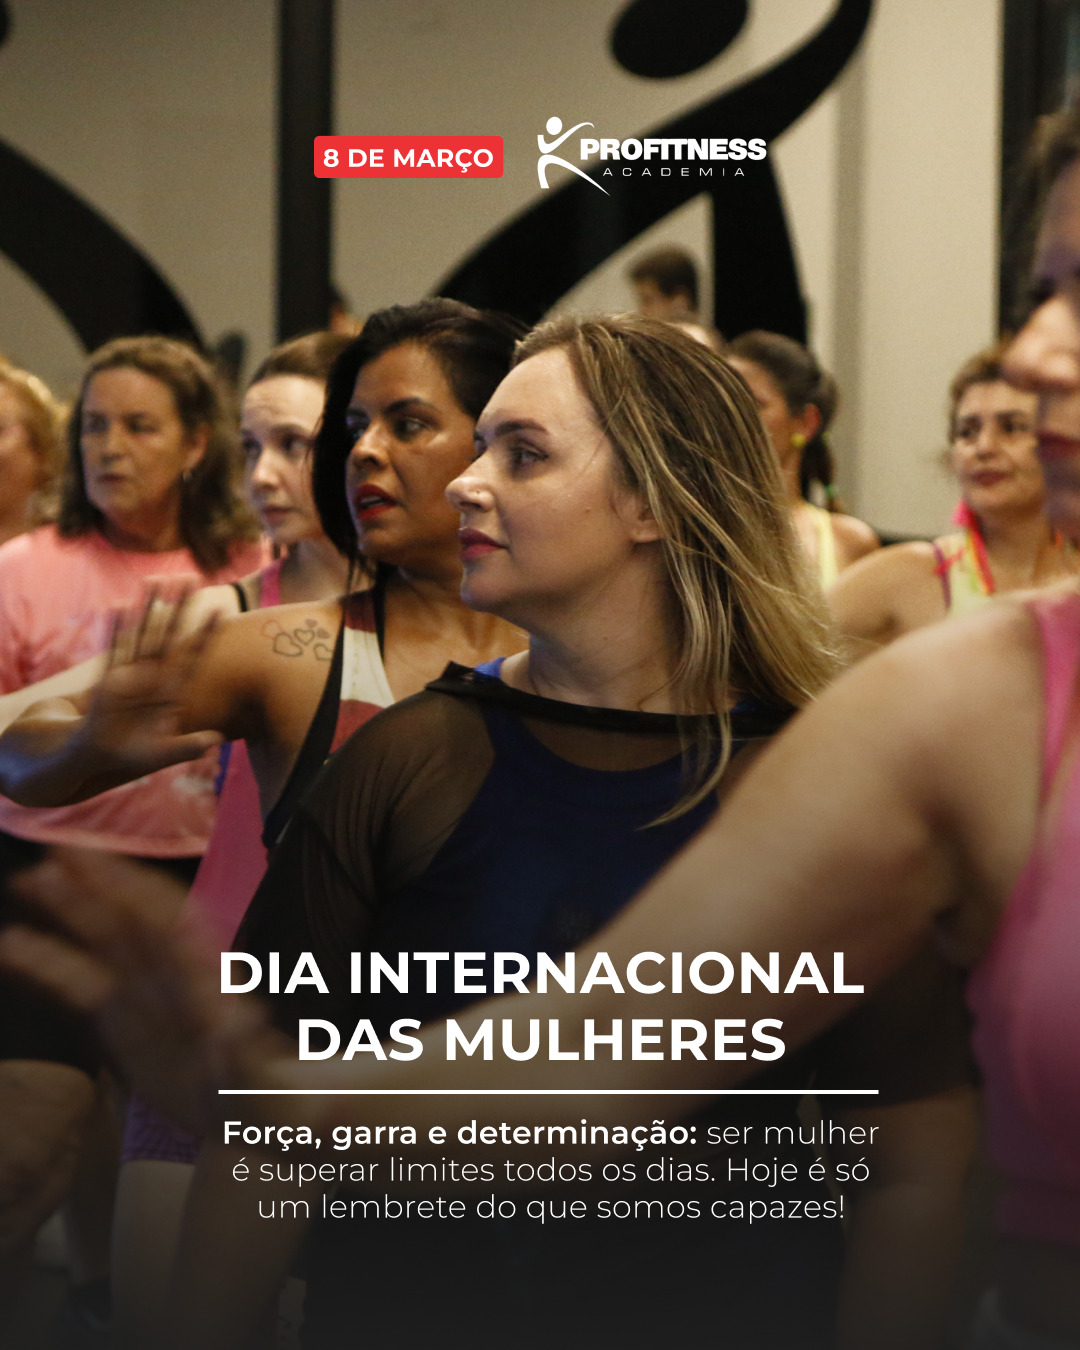 8 DE MARÇO
PROFITNESS
ACADEMIA
DIA INTERNACIONAL
DAS MULHERES
Força, garra e determinação: ser mulher
é superar limites todos os dias. Hoje é só
um lembrete do que somos capazes!